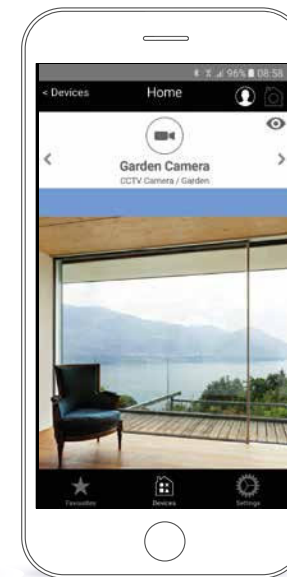 96% 08:58
< Devices
Home
Garden Camera
CCTV Camera / Garden
Favourites
Devices
Settings